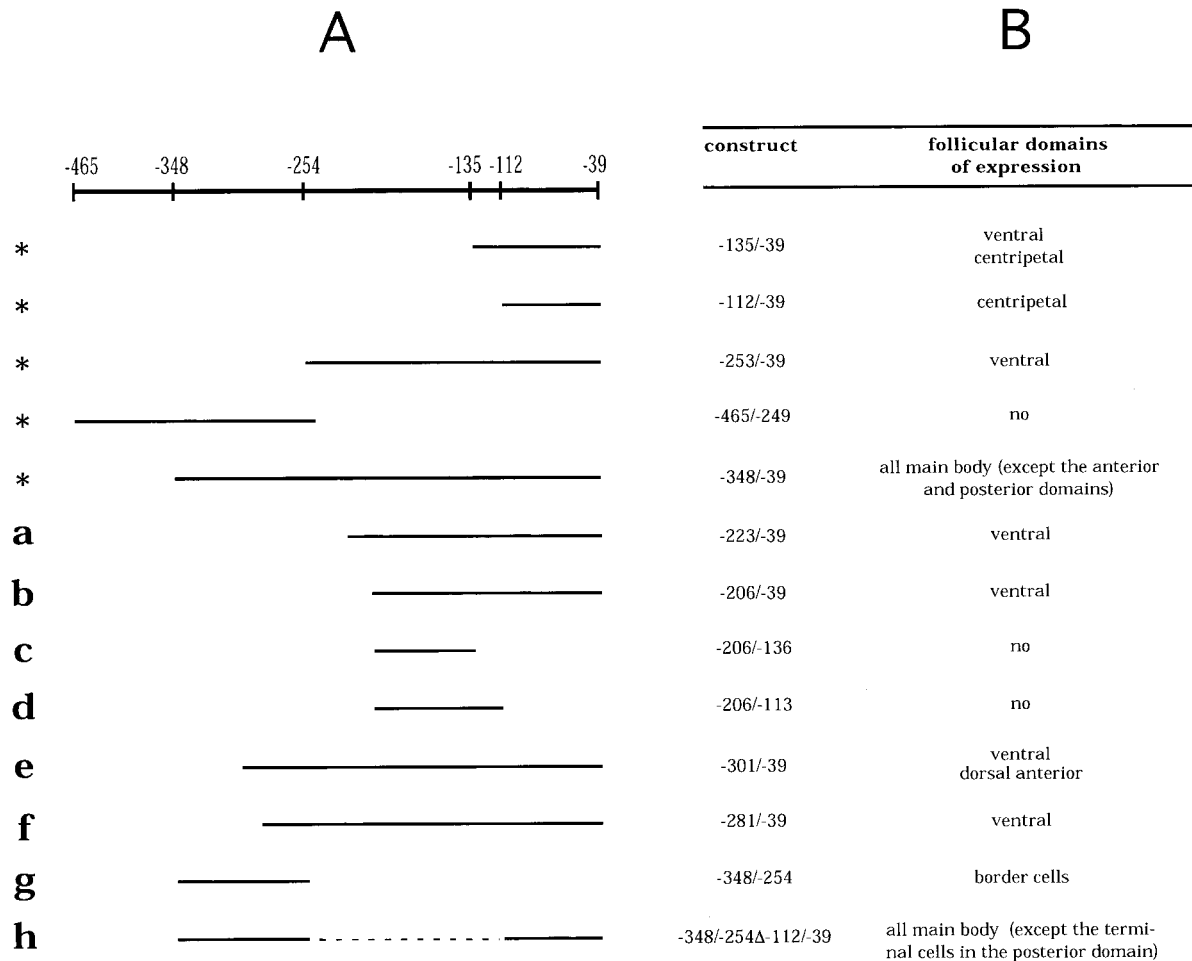 A B
construct follicular domains
of expression
-465 -348 -254 -135 -112 -39
* -135/-39 ventral
centripetal
* -112/-39 centripetal
* -253/-39 ventral
* -465/-249 no
* -348/-39 all main body (except the anterior
and posterior domains)
a -223/-39 ventral
b -206/-39 ventral
c -206/-136 no
d -206/-113 no
e -301/-39 ventral
dorsal anterior
f -281/-39 ventral
g -348/-254 border cells
h -348/-254Δ-112/-39 all main body (except the termi-
nal cells in the posterior domain)